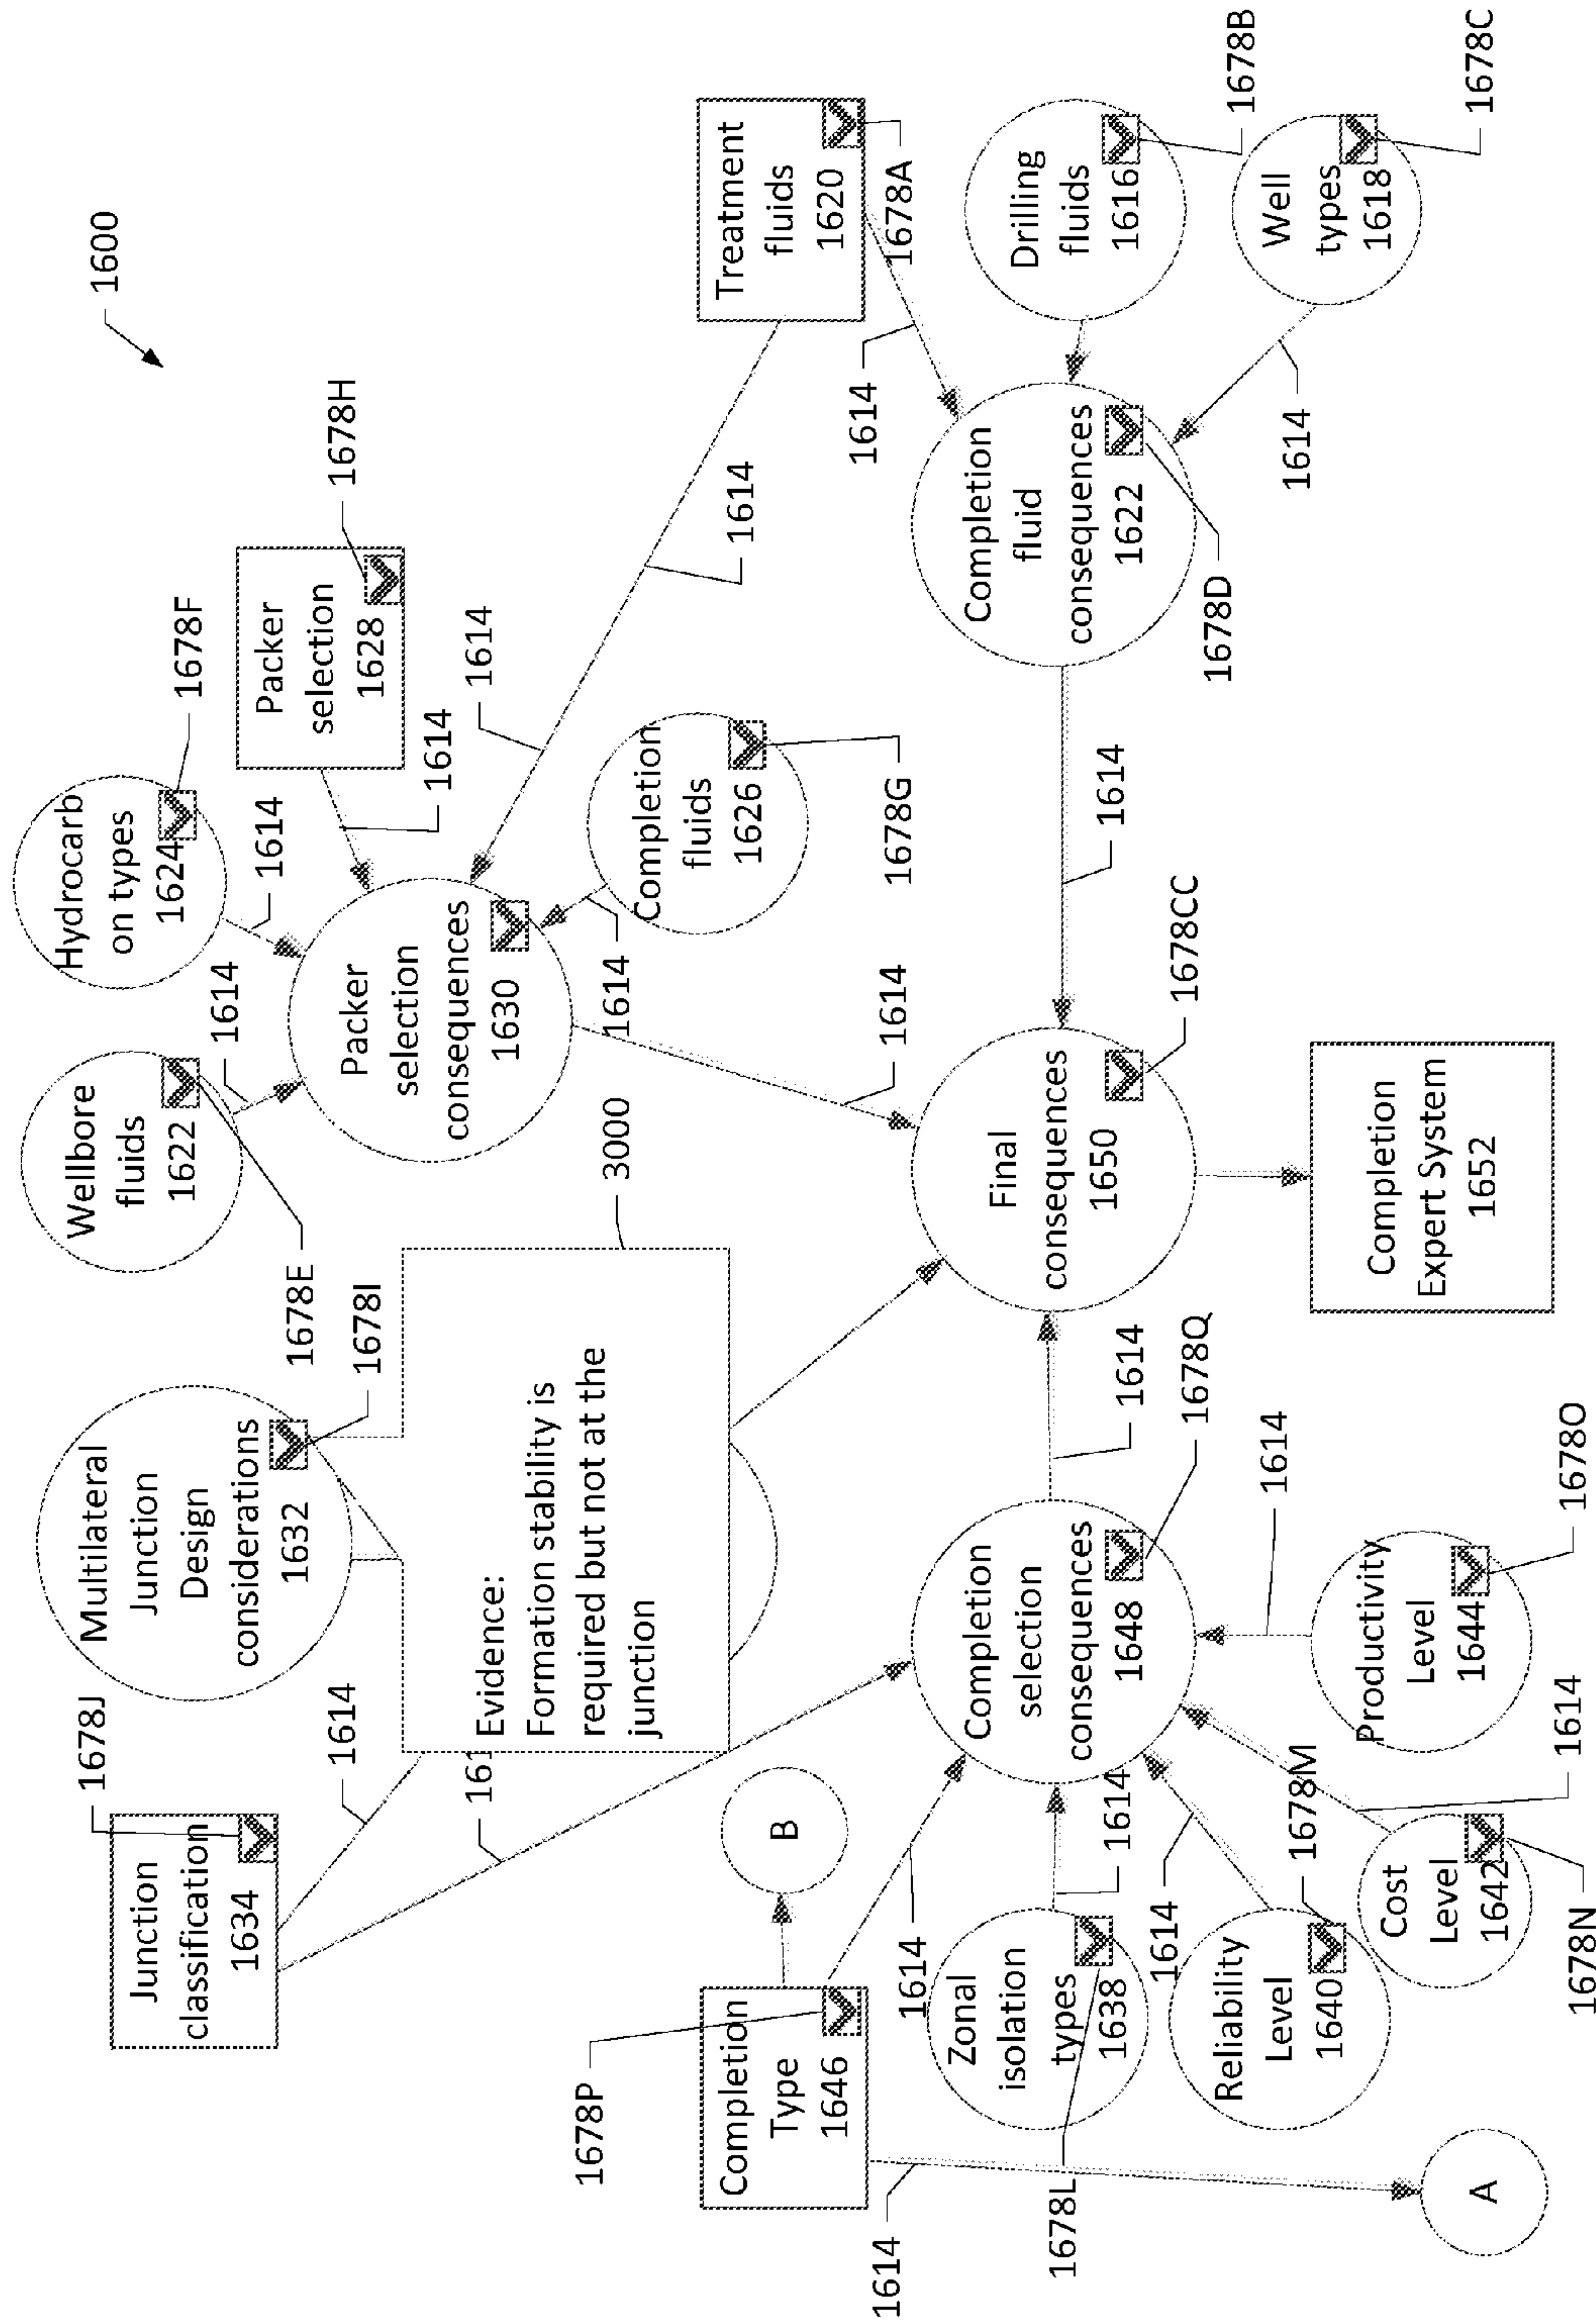 1600
Junction
classification
1634
1678J
1614
Multilateral
Junction
Design
considerations
1632
1678I
Wellbore
fluids
1622
1678E
1614
Hydrocarb
on types
1624
1678F
1614
Packer
selection
1628
1678H
1614
1614
Packer
selection
consequences
1630
1614
Completion
fluids
1626
1678G
1614
Treatment
fluids
1620
1678A
1614
3000
Evidence:
Formation stability is
required but not at the
junction
161
1614
1678P
Completion
Type
1646
B
1614
1614
A
Zonal
isolation
types
1638
1678L
1614
Reliability
Level
1640
1678M
1614
Cost
Level
1642
1678N
1614
Productivity
Level
1644
1678O
1614
Completion
selection
consequences
1648
1678Q
1614
Final
consequences
1650
1678CC
1614
Completion
Expert System
1652
Completion
fluid
consequences
1622
1678D
Drilling
fluids
1616
1678B
Well
types
1618
1678C
1614